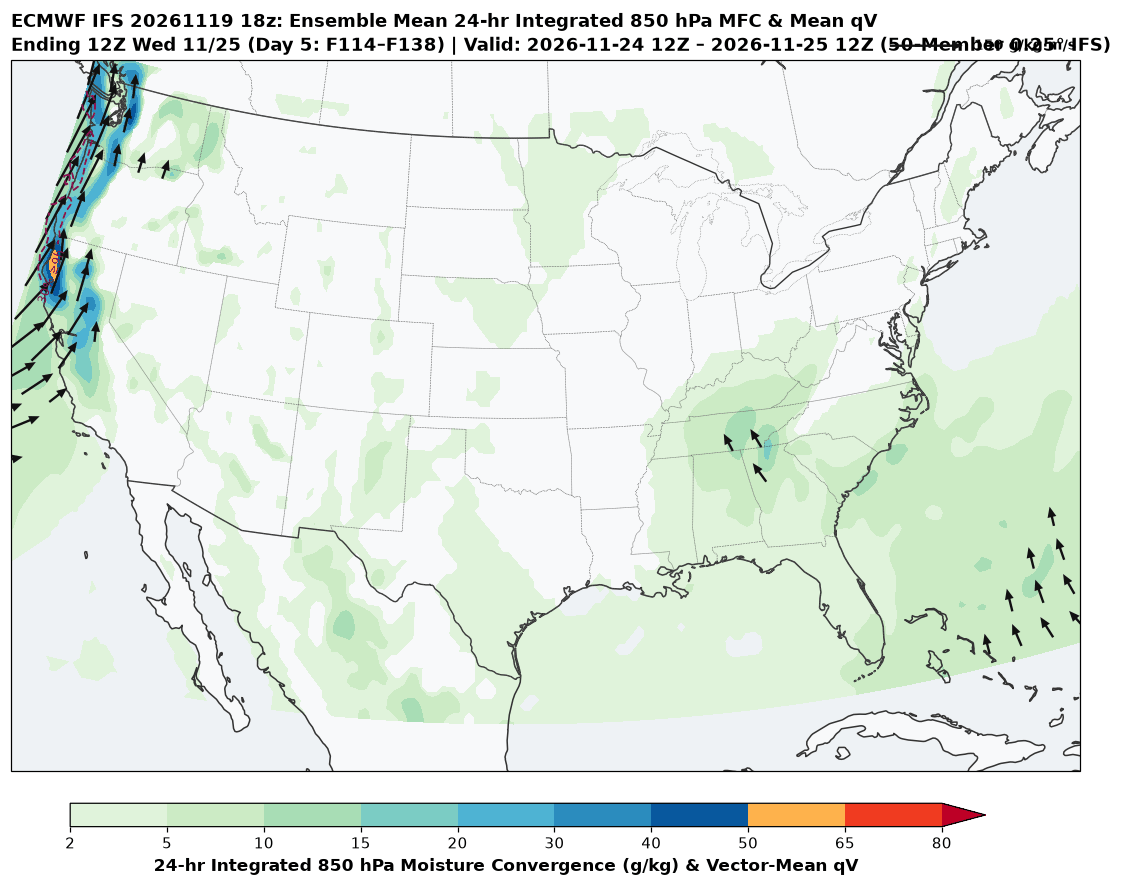 ECMWF IFS 20261119 18z: Ensemble Mean 24-hr Integrated 850 hPa MFC & Mean qV
Ending 12Z Wed 11/25 (Day 5: F114–F138) | Valid: 2026-11-24 12Z – 2026-11-25 12Z (50-Member 0.25° IFS)
2 5 10 15 20 30 40 50 65 80
24-hr Integrated 850 hPa Moisture Convergence (g/kg) & Vector-Mean qV